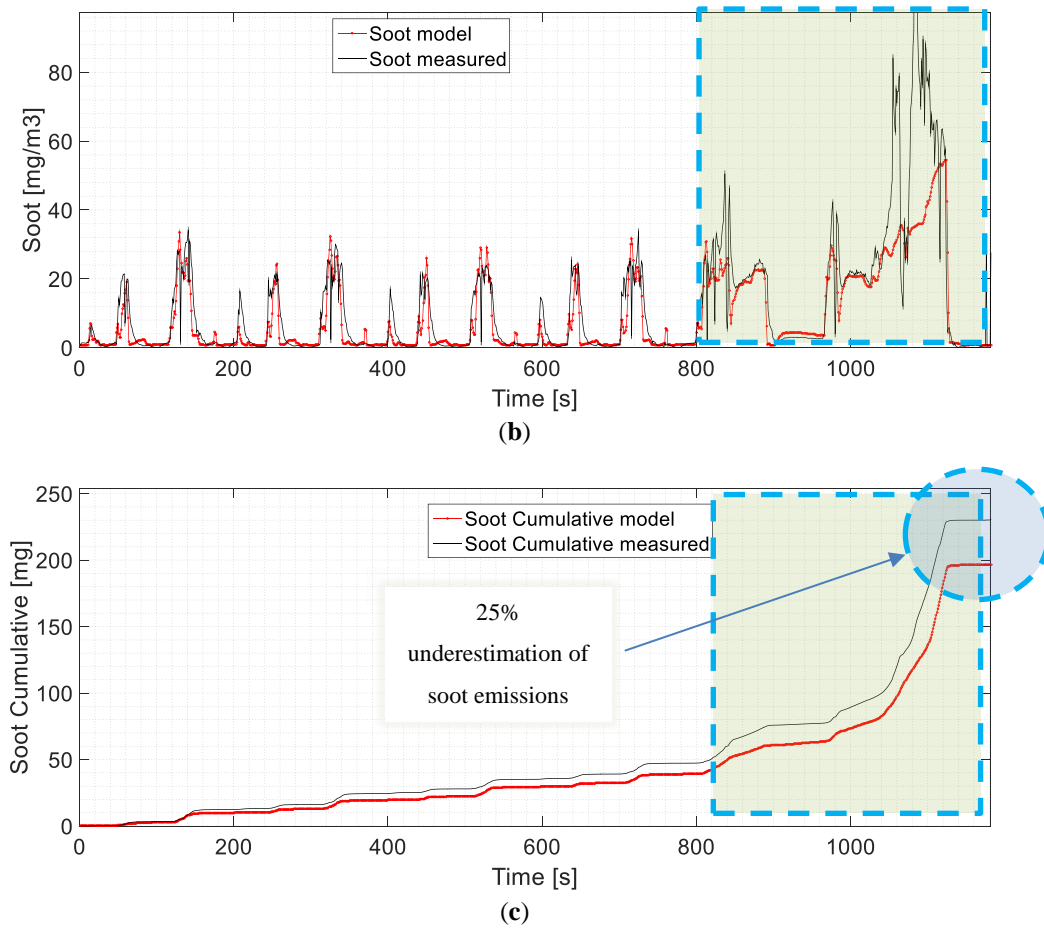 Soot model
Soot measured
Soot [mg/m3]
80
60
40
20
0
0 200 400 600 800 1000
Time [s]
(b)
Soot Cumulative model
Soot Cumulative measured
Soot Cumulative [mg]
250
200
150
100
50
0
25%
underestimation of
soot emissions
0 200 400 600 800 1000
Time [s]
(c)